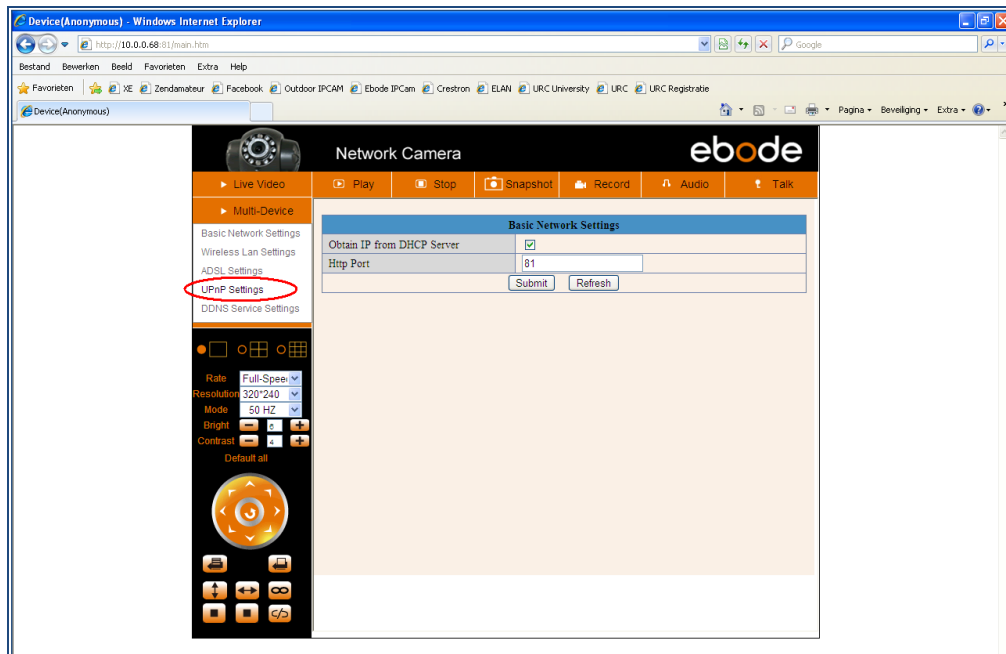 Device(Anonymous) - Windows Internet Explorer
http://10.0.0.68:81/main.htm
Google
Bestand Bewerken Beeld Favorieten Extra Help
Favorieten XE Zendamateur Facebook Outdoor IPCAM Ebode IPCam Crestron ELAN URC University URC URC Registratie
Device(Anonymous)
Pagina Beveiliging Extra
Network Camera
ebode
Live Video Play Stop Snapshot Record Audio Talk
Multi-Device
Basic Network Settings
Wireless Lan Settings
ADSL Settings
UPnP Settings
DDNS Service Settings
Basic Network Settings
Obtain IP from DHCP Server
Http Port 81
Submit Refresh
Rate Full-Spee
Resolution 320*240
Mode 50 HZ
Bright 6
Contrast 4
Default all